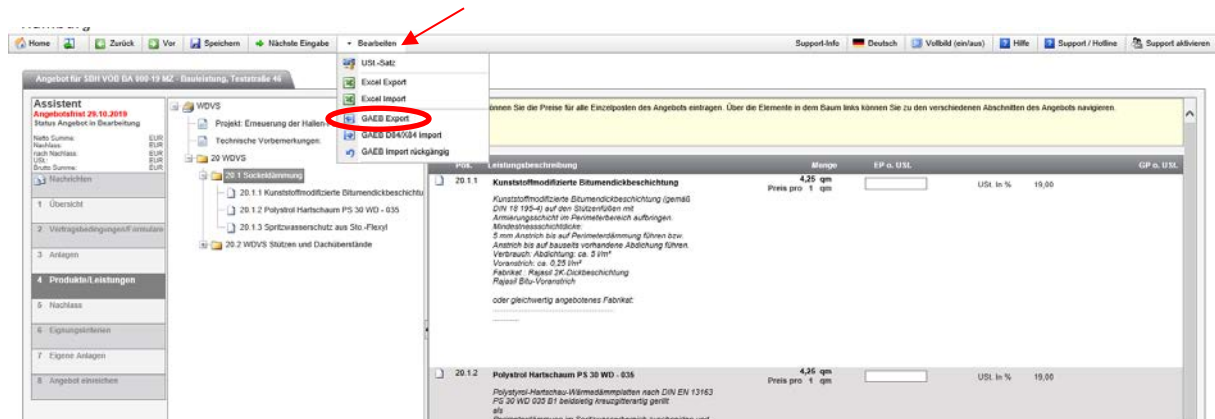 Home Zurück Vor Speichern Nächste Eingabe Bearbeiten Support-Info Deutsch Vollbild (ein/aus) Hilfe Support / Hotline Support aktivieren
USt.-Satz
Excel Export
Excel Import
GAEB Export
GAEB D84/X84 Import
GAEB import rückgängig
Angebot für SBH VOB BA 000-19 MZ - Bauleistung, Teststraße 46
Assistent
Angebotsfrist 29.10.2019
Status Angebot in Bearbeitung
Netto Summe: EUR
Nachlass: EUR
nach Nachlass: EUR
USt.: EUR
Brutto Summe: EUR
Nachrichten
1 Übersicht
2 Vertragsbedingungen/Formulare
3 Anlagen
4 Produkte/Leistungen
5 Nachlass
6 Eignungskriterien
7 Eigene Anlagen
8 Angebot einreichen
WDVS
Projekt: Erneuerung der Hallen-
Technische Vorbemerkungen:
20 WDVS
20.1 Sockeldämmung
20.1.1 Kunststoffmodifizierte Bitumendickbeschichtu
20.1.2 Polystrol Hartschaum PS 30 WD - 035
20.1.3 Spritzwasserschutz aus Sto -Flexyl
20.2 WDVS Stützen und Dachüberstände
önnen Sie die Preise für alle Einzelposten des Angebots eintragen. Über die Elemente in dem Baum links können Sie zu den verschiedenen Abschnitten des Angebots navigieren.
Pos. Leistungsbeschreibung Menge EP o. USt. GP o. USt.
20.1.1 Kunststoffmodifizierte Bitumendickbeschichtung 4,25 qm
Preis pro 1 qm USt. in % 19,00
Kunststoffmodifizierte Bitumendickbeschichtung (gemäß
DIN 18 195-4) auf den Stützenfüßen mit
Armierungsschicht im Perimeterbereich aufbringen.
Mindestnassschichtdicke:
5 mm Anstrich bis auf Perimeterdämmung führen bzw.
Anstrich bis auf bauseits vorhandene Abdichung führen.
Verbrauch: Abdichtung: ca. 5 l/m²
Voranstrich: ca. 0,25 l/m²
Fabrikat : Rajasil 2K-Dickbeschichtung
Rajasil Bitu-Voranstrich
oder gleichwertig angebotenes Fabrikat:
20.1.2 Polystrol Hartschaum PS 30 WD - 035 4,25 qm
Preis pro 1 qm USt. in % 19,00
Polystyrol-Hartschau-Wärmedämmplatten nach DIN EN 13163
PS 30 WD 035 B1 beidseitig kreuzgitterartig gerillt
als